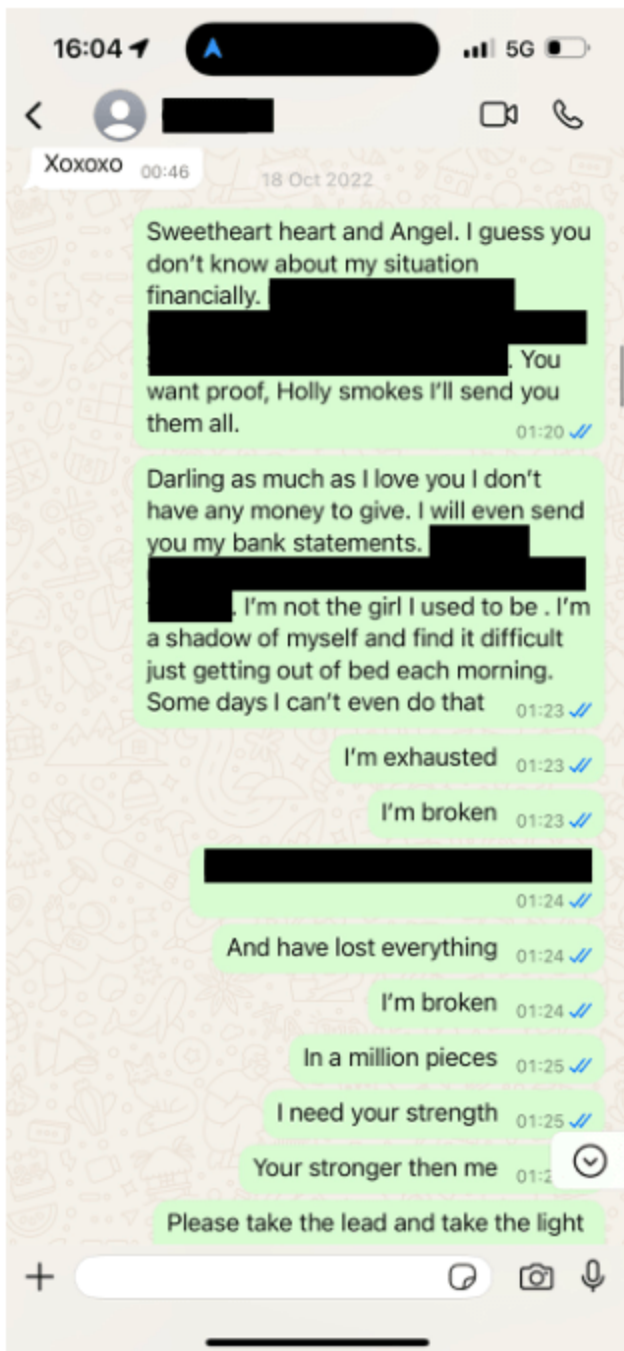 16:04
5G
Xoxoxo 00:46
18 Oct 2022
Sweetheart heart and Angel. I guess you
don't know about my situation
financially.
. You
want proof, Holly smokes I'll send you
them all.
01:20
Darling as much as I love you I don't
have any money to give. I will even send
you my bank statements.
. I'm not the girl I used to be . I'm
a shadow of myself and find it difficult
just getting out of bed each morning.
Some days I can't even do that 01:23
I'm exhausted 01:23
I'm broken 01:23
01:24
And have lost everything 01:24
I'm broken 01:24
In a million pieces 01:25
I need your strength 01:25
Your stronger then me
Please take the lead and take the light